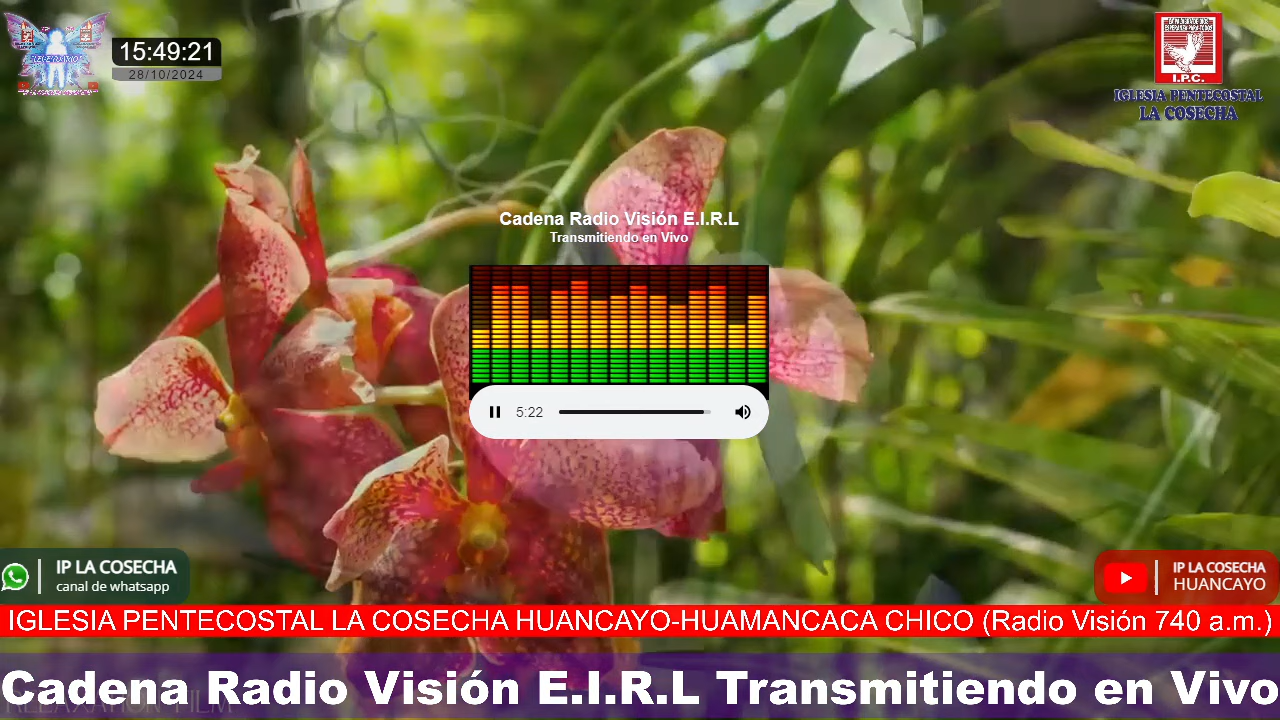 15:49:21
28/10/2024
I.P.C.
IGLESIA PENTECOSTAL
LA COSECHA
Cadena Radio Visión E.I.R.L
Transmitiendo en Vivo
5:22
IP LA COSECHA
canal de whatsapp
IP LA COSECHA
HUANCAYO
IGLESIA PENTECOSTAL LA COSECHA HUANCAYO-HUAMANCACA CHICO (Radio Visión 740 a.m.)
Cadena Radio Visión E.I.R.L Transmitiendo en Vivo
RELAXATION FILM